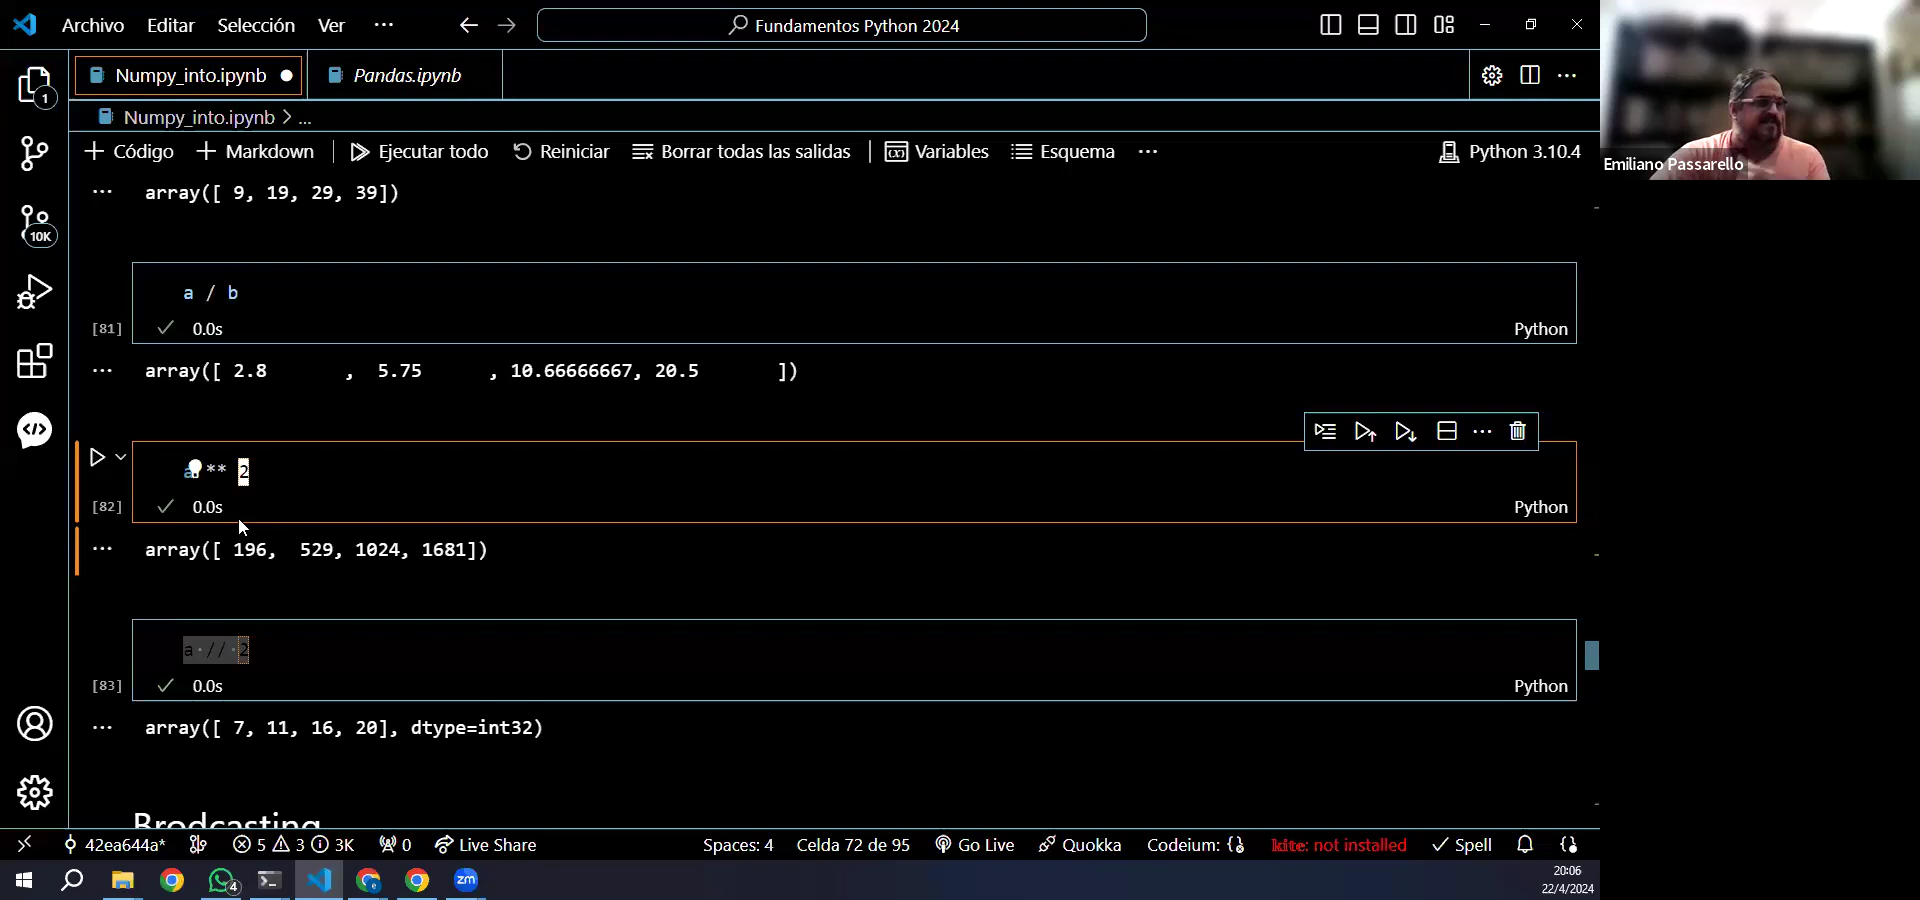 Archivo Editar Selección Ver ··· Fundamentos Python 2024
Numpy_into.ipynb Pandas.ipynb
Numpy_into.ipynb > ...
+ Código + Markdown Ejecutar todo Reiniciar Borrar todas las salidas Variables Esquema ··· Python 3.10.4
Emiliano Passarello
1
10K
··· array([ 9, 19, 29, 39])
a / b
[81] 0.0s Python
··· array([ 2.8       ,  5.75      , 10.66666667, 20.5       ])
a ** 2
[82] 0.0s Python
··· array([ 196,  529, 1024, 1681])
a // 2
[83] 0.0s Python
··· array([ 7, 11, 16, 20], dtype=int32)
Brodcasting
42ea644a* 5 3 3K 0 Live Share Spaces: 4 Celda 72 de 95 Go Live Quokka Codeium: {} kite: not installed Spell
4 zm
20:06
22/4/2024